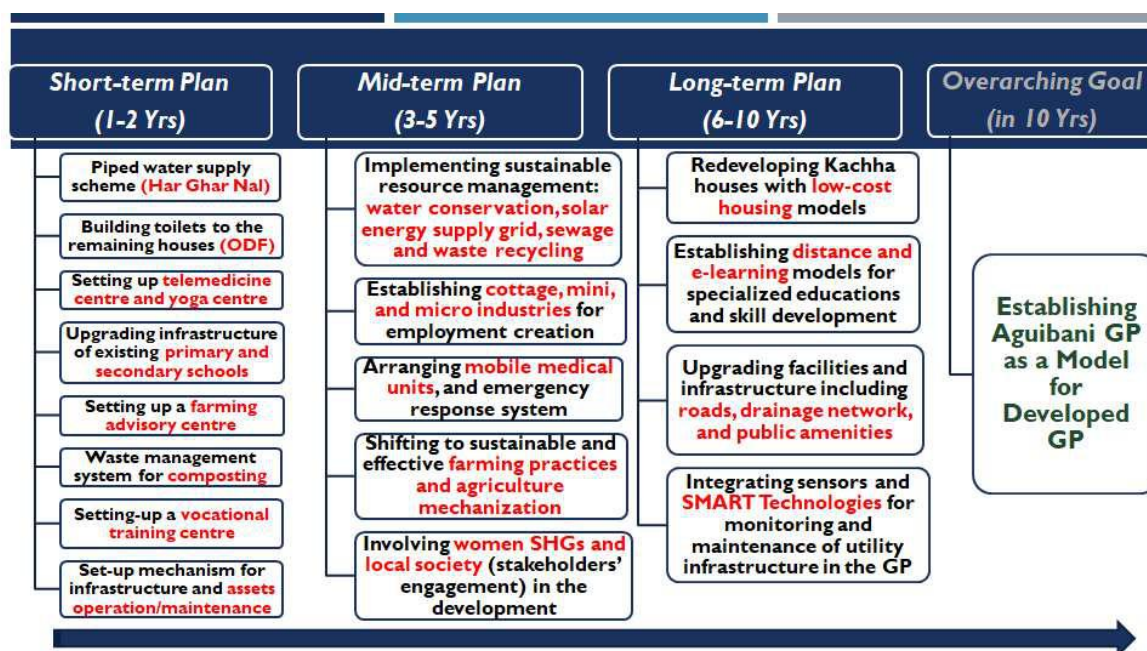 Short-term Plan
(1-2 Yrs)
Piped water supply
scheme (Har Ghar Nal)
Building toilets to the
remaining houses (ODF)
Setting up telemedicine
centre and yoga centre
Upgrading infrastructure
of existing primary and
secondary schools
Setting up a farming
advisory centre
Waste management
system for composting
Setting-up a vocational
training centre
Set-up mechanism for
infrastructure and assets
operation/maintenance
Mid-term Plan
(3-5 Yrs)
Implementing sustainable
resource management:
water conservation, solar
energy supply grid, sewage
and waste recycling
Establishing cottage, mini,
and micro industries for
employment creation
Arranging mobile medical
units, and emergency
response system
Shifting to sustainable and
effective farming practices
and agriculture
mechanization
Involving women SHGs and
local society (stakeholders'
engagement) in the
development
Long-term Plan
(6-10 Yrs)
Redeveloping Kachha
houses with low-cost
housing models
Establishing distance and
e-learning models for
specialized educations
and skill development
Upgrading facilities and
infrastructure including
roads, drainage network,
and public amenities
Integrating sensors and
SMART Technologies for
monitoring and
maintenance of utility
infrastructure in the GP
Overarching Goal
(in 10 Yrs)
Establishing
Aguibani GP
as a Model
for
Developed
GP